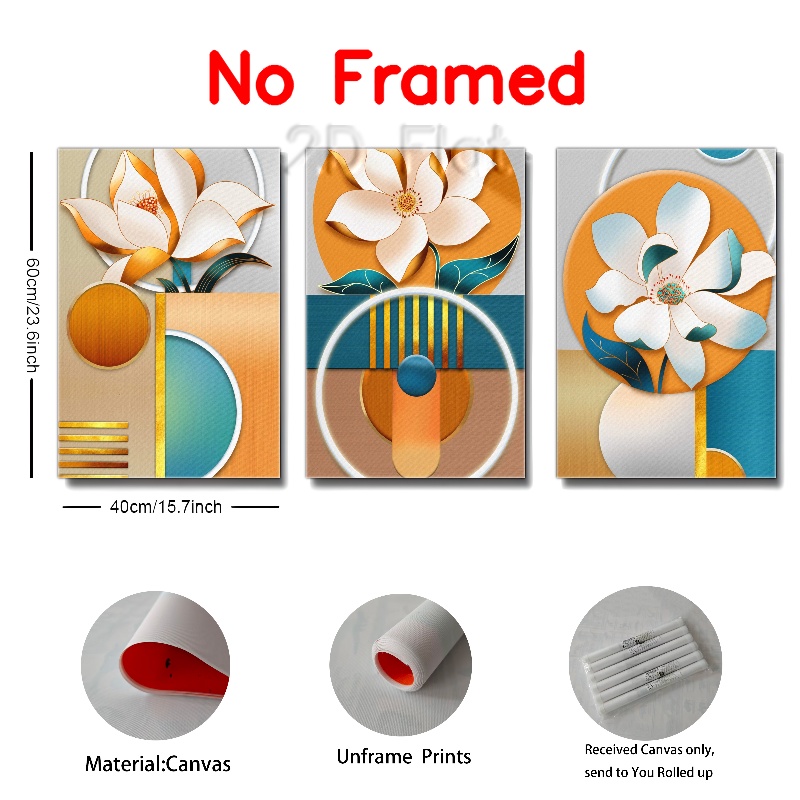 No Framed
2D Flat
60cm/23.6inch
40cm/15.7inch
Material:Canvas
Unframe Prints
Received Canvas only,
send to You Rolled up